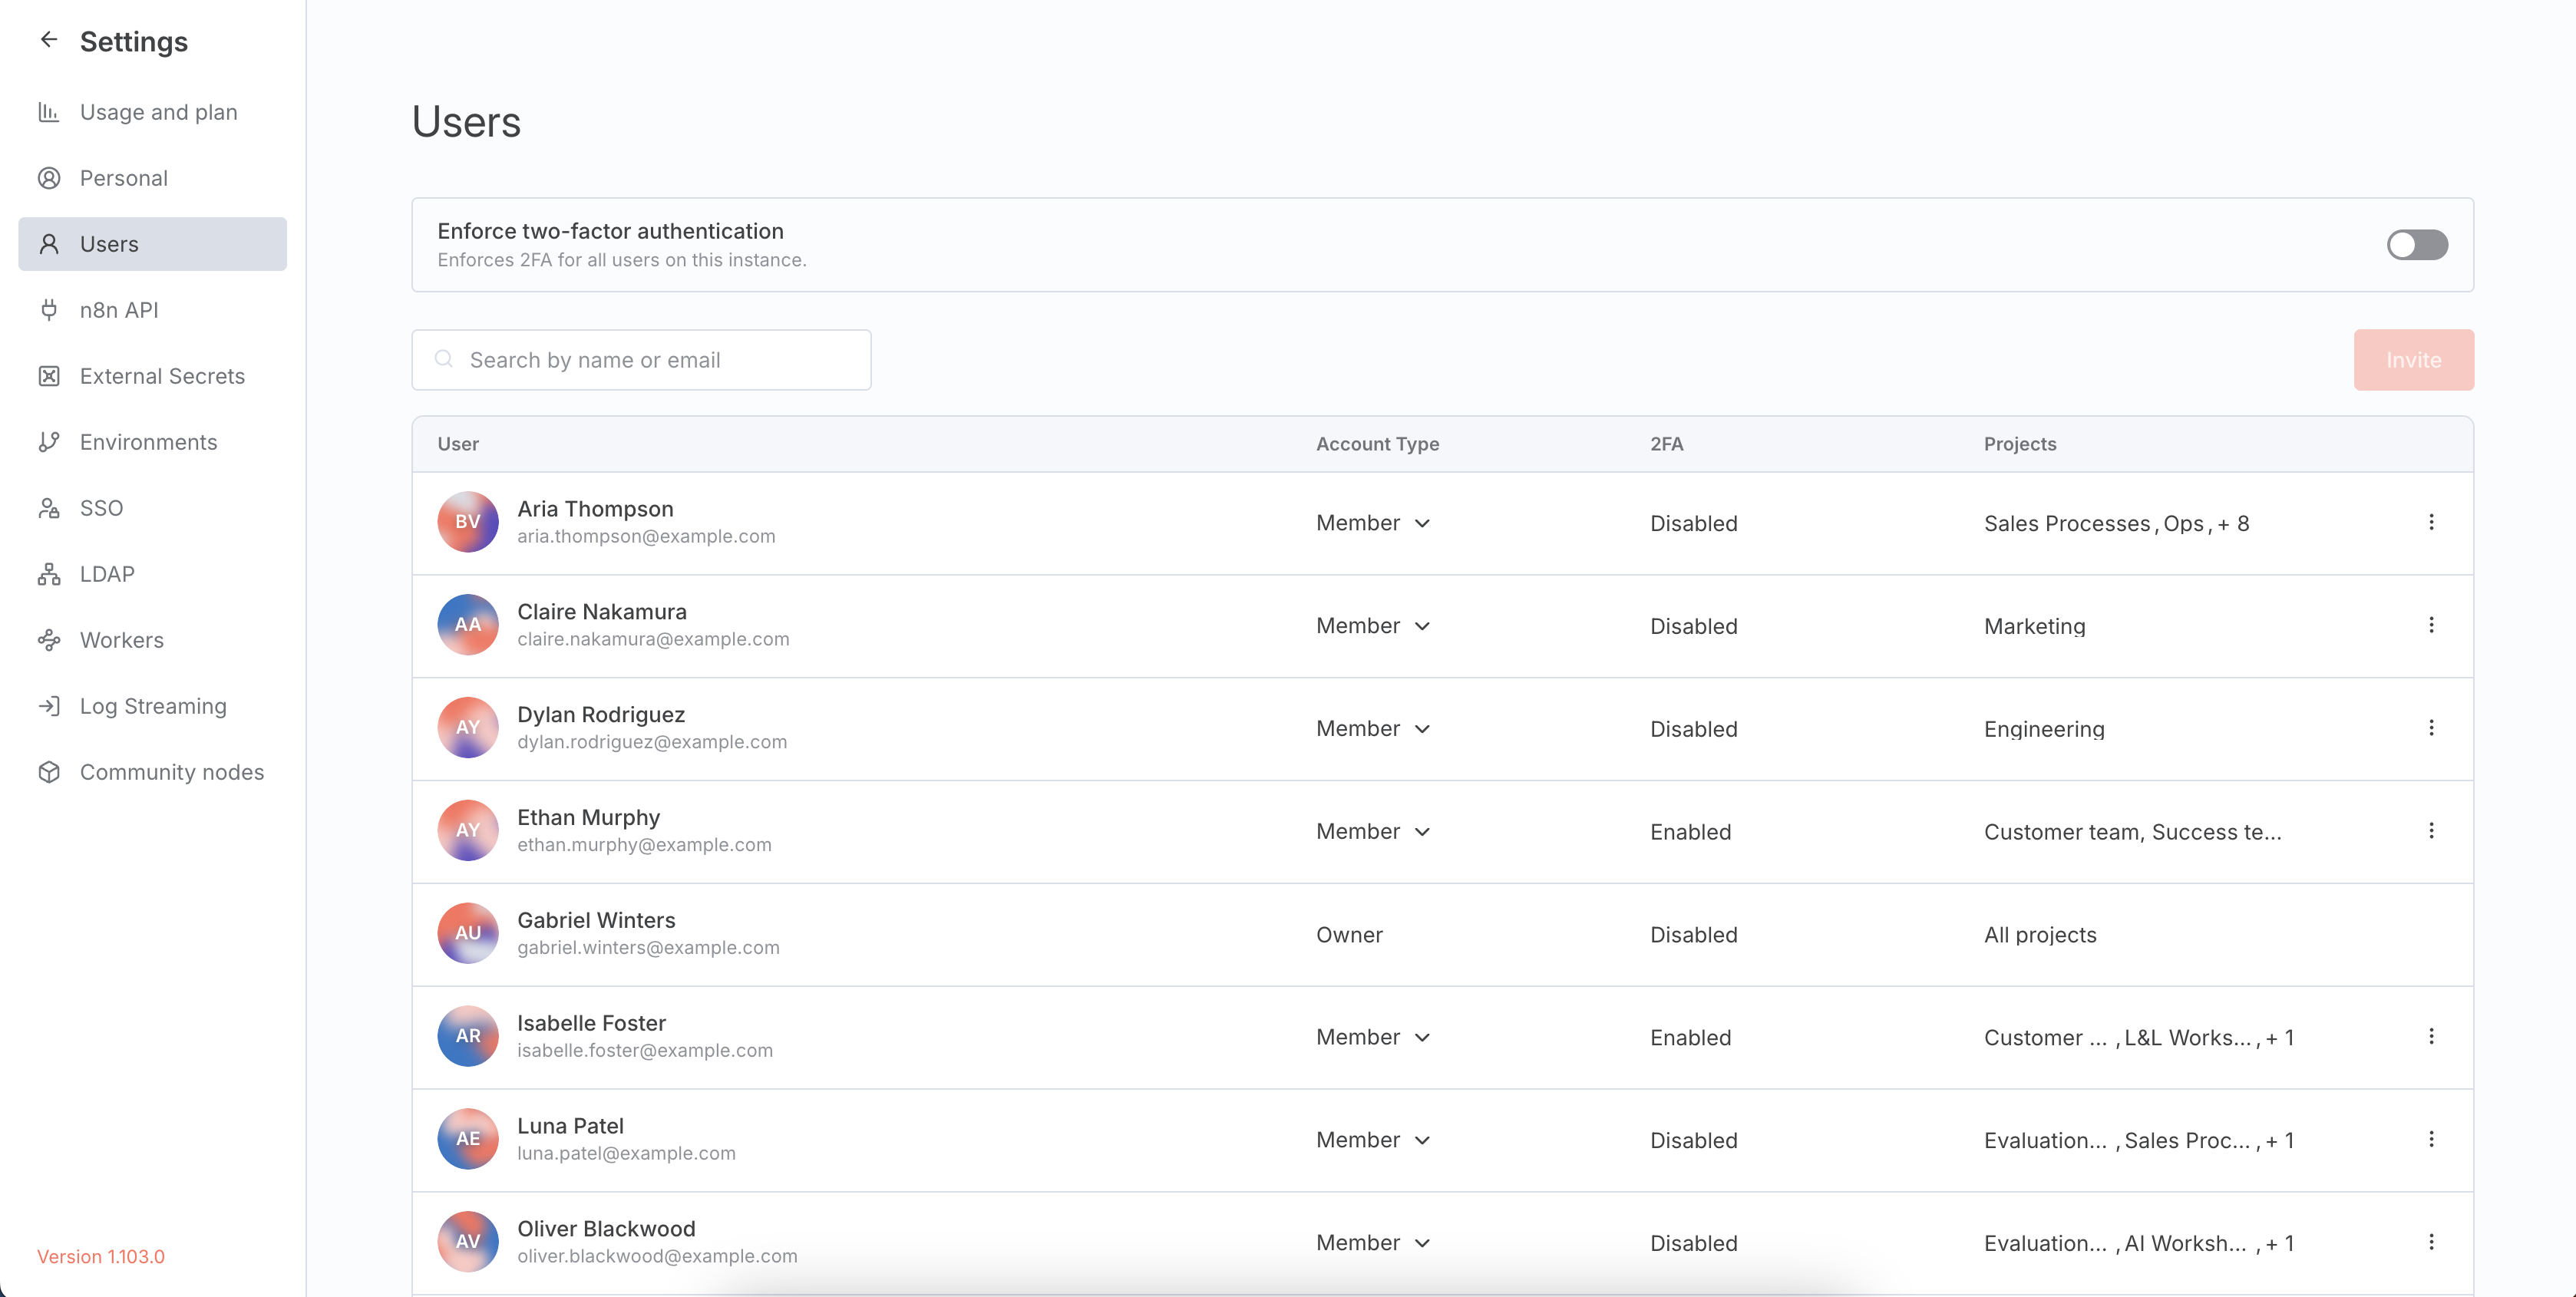 Settings
Usage and plan
Personal
Users
n8n API
External Secrets
Environments
SSO
LDAP
Workers
Log Streaming
Community nodes
Version 1.103.0
Users
Enforce two-factor authentication
Enforces 2FA for all users on this instance.
Search by name or email
Invite
User Account Type 2FA Projects
BV Aria Thompson Member Disabled Sales Processes, Ops, + 8
aria.thompson@example.com
AA Claire Nakamura Member Disabled Marketing
claire.nakamura@example.com
AY Dylan Rodriguez Member Disabled Engineering
dylan.rodriguez@example.com
AY Ethan Murphy Member Enabled Customer team, Success te...
ethan.murphy@example.com
AU Gabriel Winters Owner Disabled All projects
gabriel.winters@example.com
AR Isabelle Foster Member Enabled Customer ... , L&L Works... , + 1
isabelle.foster@example.com
AE Luna Patel Member Disabled Evaluation... , Sales Proc... , + 1
luna.patel@example.com
AV Oliver Blackwood Member Disabled Evaluation... , AI Worksh... , + 1
oliver.blackwood@example.com